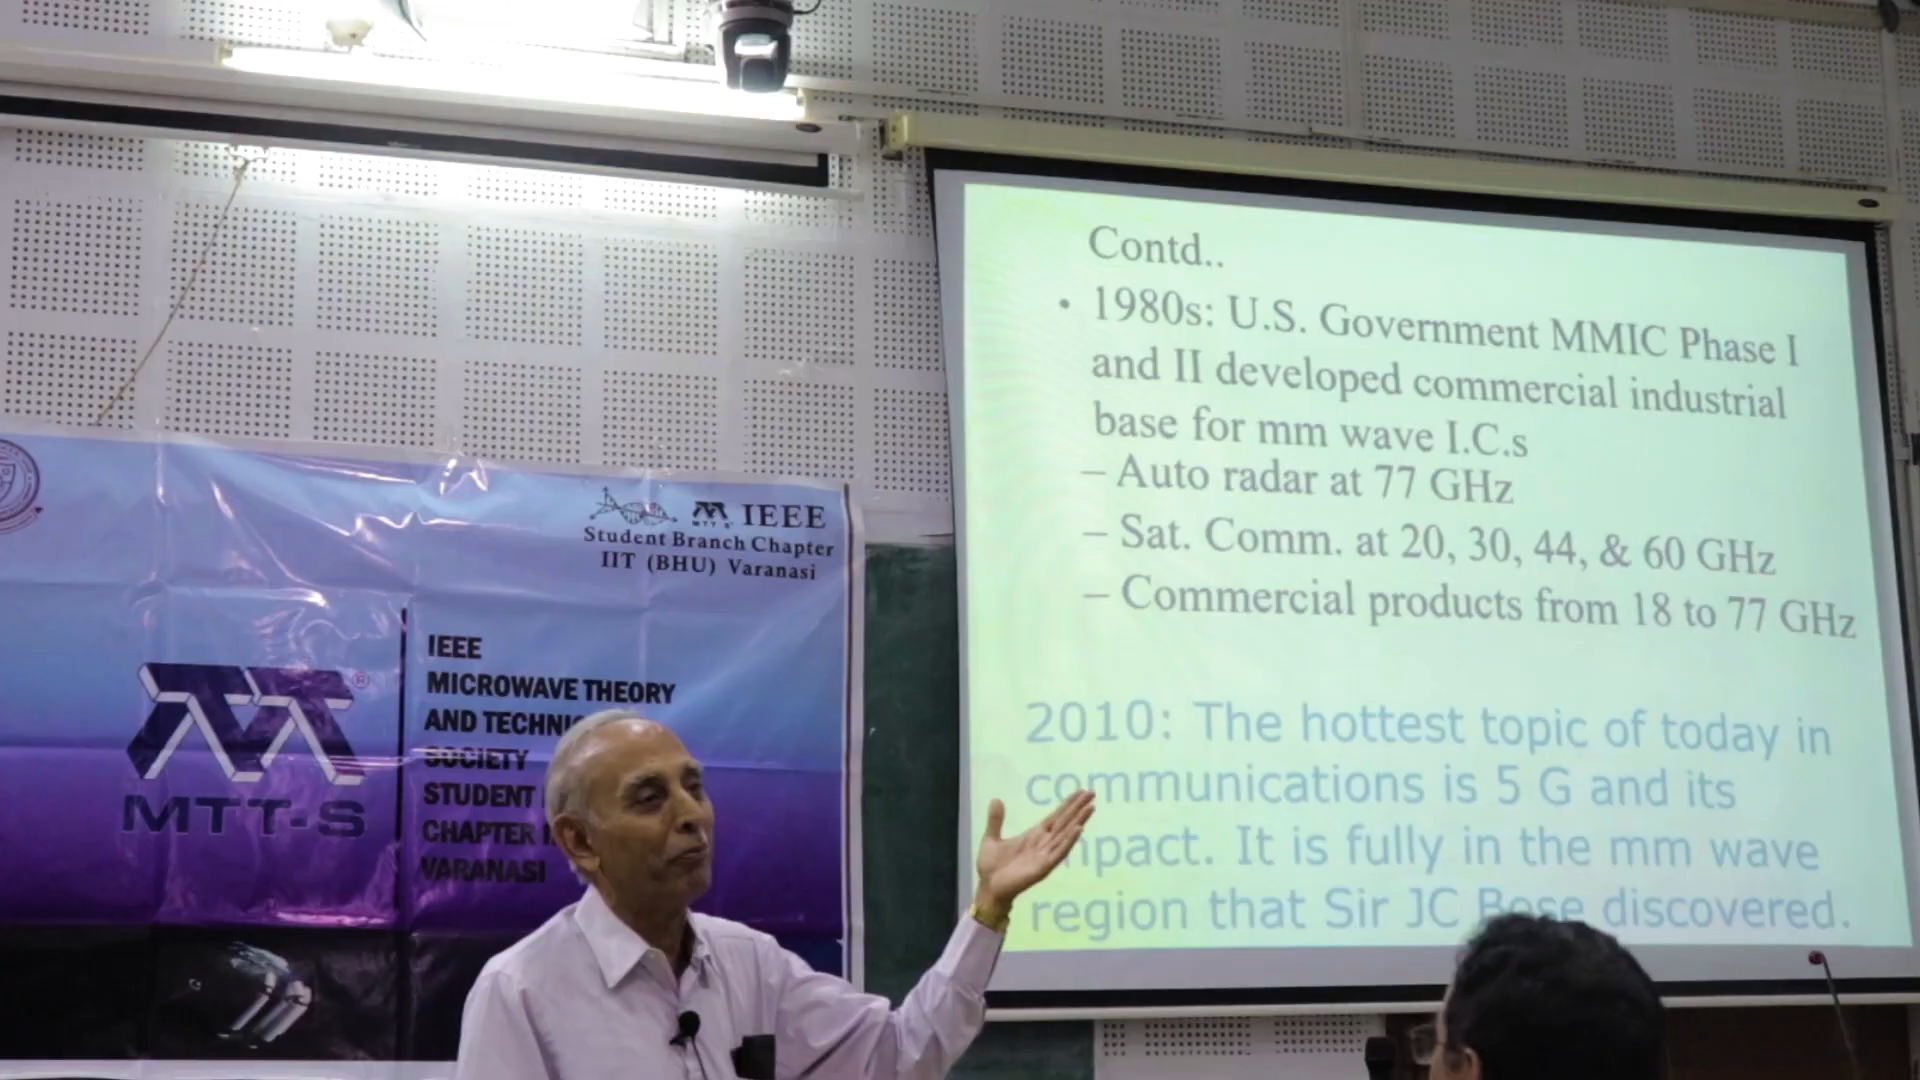 IEEE
MTT-S
Student Branch Chapter
IIT (BHU) Varanasi
IEEE
MICROWAVE THEORY
AND
SOCIETY
STUDENT
CHAPTER
VARANASI
®
MTT-S
Contd..
• 1980s: U.S. Government MMIC Phase I
and II developed commercial industrial
base for mm wave I.C.s
– Auto radar at 77 GHz
– Sat. Comm. at 20, 30, 44, & 60 GHz
– Commercial products from 18 to 77 GHz
2010: The hottest topic of today in
communications is 5 G and its
impact. It is fully in the mm wave
region that Sir JC Bose discovered.